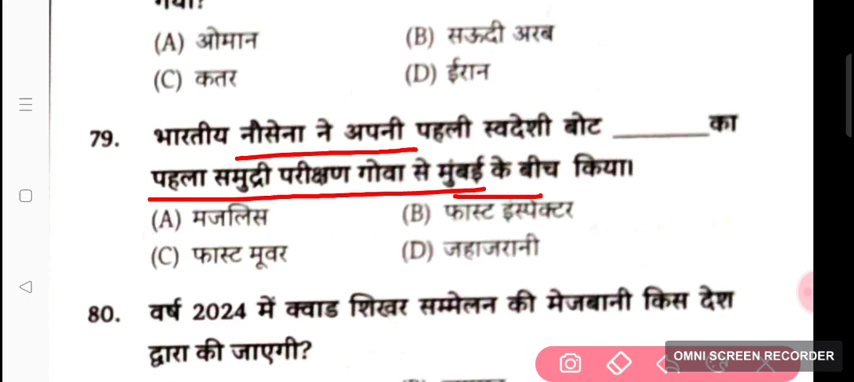 (A) ओमान (B) सऊदी अरब
(C) कतर (D) ईरान
79. भारतीय नौसेना ने अपनी पहली स्वदेशी बोट ________ का
पहला समुद्री परीक्षण गोवा से मुंबई के बीच किया।
(A) मजलिस (B) फास्ट इंस्पेक्टर
(C) फास्ट मूवर (D) जहाजरानी
80. वर्ष 2024 में क्वाड शिखर सम्मेलन की मेजबानी किस देश
द्वारा की जाएगी?
OMNI SCREEN RECORDER